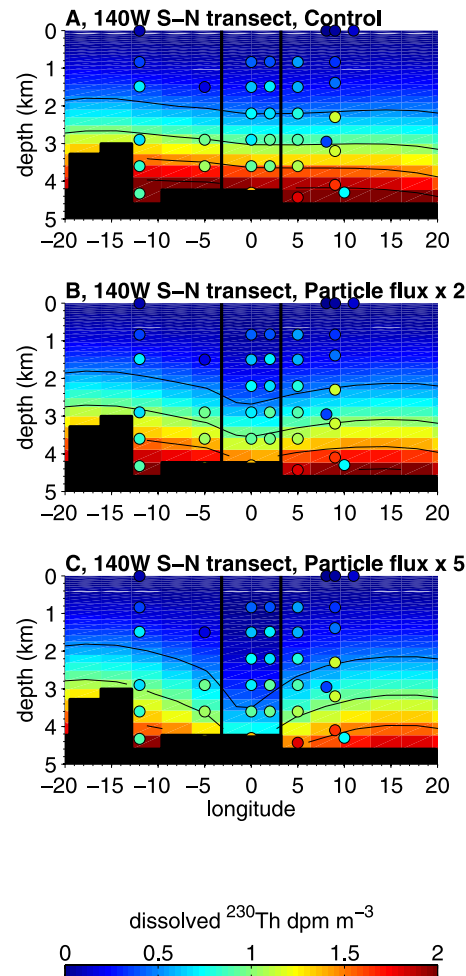 A, 140W S−N transect, Control
0
1
2
3
4
5
depth (km)
−20 −15 −10 −5 0 5 10 15 20
B, 140W S−N transect, Particle flux x 2
0
1
2
3
4
5
depth (km)
−20 −15 −10 −5 0 5 10 15 20
C, 140W S−N transect, Particle flux x 5
0
1
2
3
4
5
depth (km)
−20 −15 −10 −5 0 5 10 15 20
longitude
dissolved ²³⁰Th dpm m⁻³
0 0.5 1 1.5 2